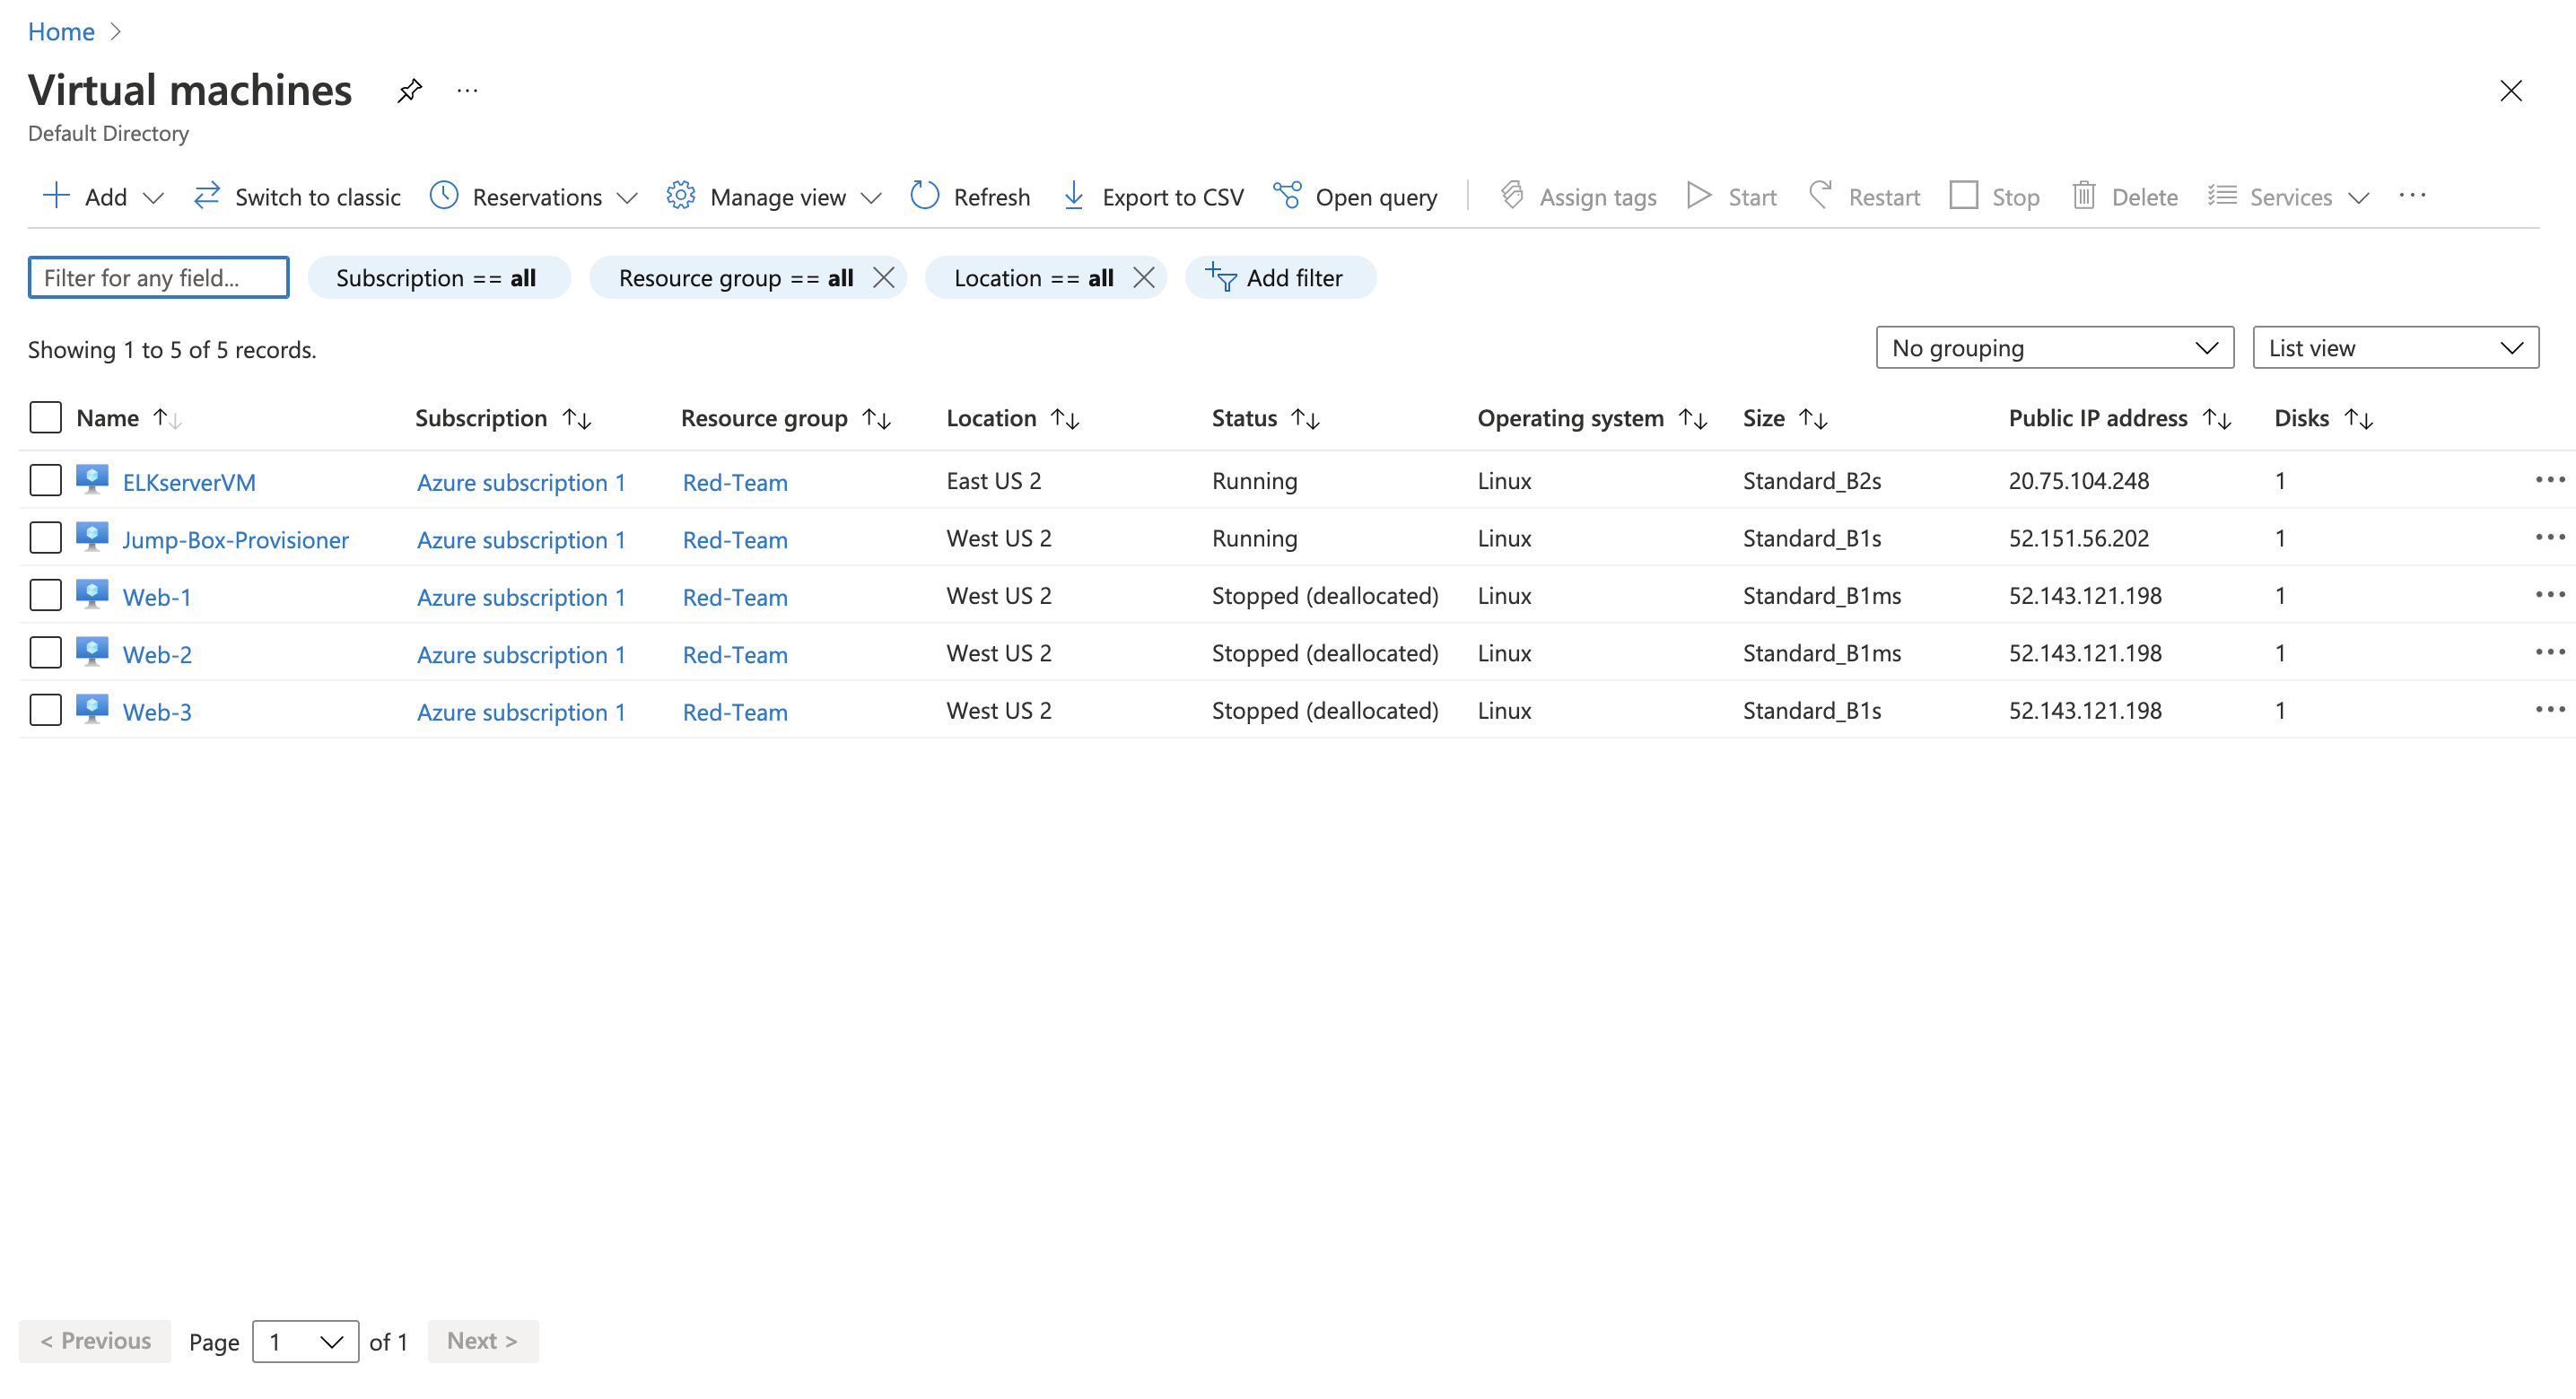 Home >
Virtual machines ...
Default Directory
Add Switch to classic Reservations Manage view Refresh Export to CSV Open query Assign tags Start Restart Stop Delete Services ...
Filter for any field... Subscription == all Resource group == all Location == all Add filter
Showing 1 to 5 of 5 records. No grouping List view
Name Subscription Resource group Location Status Operating system Size Public IP address Disks
ELKserverVM Azure subscription 1 Red-Team East US 2 Running Linux Standard_B2s 20.75.104.248 1 ...
Jump-Box-Provisioner Azure subscription 1 Red-Team West US 2 Running Linux Standard_B1s 52.151.56.202 1 ...
Web-1 Azure subscription 1 Red-Team West US 2 Stopped (deallocated) Linux Standard_B1ms 52.143.121.198 1 ...
Web-2 Azure subscription 1 Red-Team West US 2 Stopped (deallocated) Linux Standard_B1ms 52.143.121.198 1 ...
Web-3 Azure subscription 1 Red-Team West US 2 Stopped (deallocated) Linux Standard_B1s 52.143.121.198 1 ...
< Previous Page 1 of 1 Next >